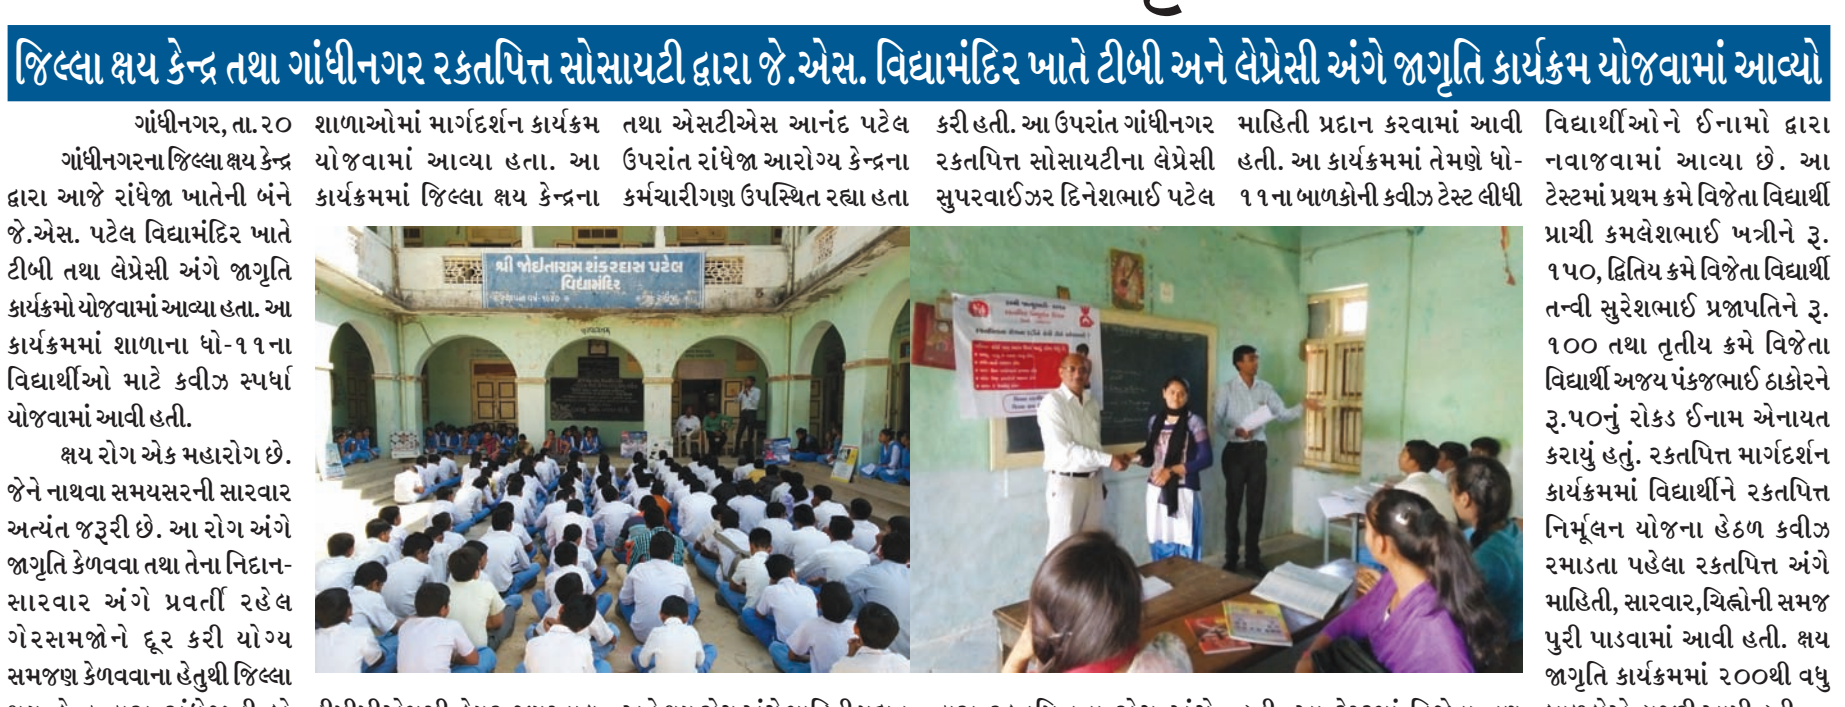 જિલ્લા ક્ષય કેન્દ્ર તથા ગાંધીનગર રક્તપિત્ત સોસાયટી દ્વારા જે.એસ. વિદ્યામંદિર ખાતે ટીબી અને લેપ્રેસી અંગે જાગૃતિ કાર્યક્રમ યોજવામાં આવ્યો
ગાંધીનગર, તા.૨૦
ગાંધીનગરના જિલ્લા ક્ષય કેન્દ્ર
દ્વારા આજે રાંધેજા ખાતેની બંને
જે.એસ. પટેલ વિદ્યામંદિર ખાતે
ટીબી તથા લેપ્રેસી અંગે જાગૃતિ
કાર્યક્રમો યોજવામાં આવ્યા હતા. આ
કાર્યક્રમમાં શાળાના ધો-૧૧ના
વિદ્યાર્થીઓ માટે કવીઝ સ્પર્ધા
યોજવામાં આવી હતી.
ક્ષય રોગ એક મહારોગ છે.
જેને નાથવા સમયસરની સારવાર
અત્યંત જરૂરી છે. આ રોગ અંગે
જાગૃતિ કેળવવા તથા તેના નિદાન-
સારવાર અંગે પ્રવર્તી રહેલ
ગેરસમજોને દૂર કરી યોગ્ય
સમજણ કેળવવાના હેતુથી જિલ્લા
શાળાઓમાં માર્ગદર્શન કાર્યક્રમ
યોજવામાં આવ્યા હતા. આ
કાર્યક્રમમાં જિલ્લા ક્ષય કેન્દ્રના
તથા એસટીએસ આનંદ પટેલ
ઉપરાંત રાંધેજા આરોગ્ય કેન્દ્રના
કર્મચારીગણ ઉપસ્થિત રહ્યા હતા
કરી હતી. આ ઉપરાંત ગાંધીનગર
રકતપિત્ત સોસાયટીના લેપ્રેસી
સુપરવાઈઝર દિનેશભાઈ પટેલ
માહિતી પ્રદાન કરવામાં આવી
હતી. આ કાર્યક્રમમાં તેમણે ધો-
૧૧ના બાળકોની કવીઝ ટેસ્ટ લીધી
શ્રી જોઈતારામ શંકરદાસ પટેલ
વિદ્યામંદિર
વિદ્યાર્થીઓને ઈનામો દ્વારા
નવાજવામાં આવ્યા છે. આ
ટેસ્ટમાં પ્રથમ ક્રમે વિજેતા વિદ્યાર્થી
પ્રાચી કમલેશભાઈ ખત્રીને રૂ.
૧૫૦, દ્વિતિય ક્રમે વિજેતા વિદ્યાર્થી
તન્વી સુરેશભાઈ પ્રજાપતિને રૂ.
૧૦૦ તથા તૃતીય ક્રમે વિજેતા
વિદ્યાર્થી અજય પંકજભાઈ ઠાકોરને
રૂ.૫૦નું રોકડ ઈનામ એનાયત
કરાયું હતું. રકતપિત્ત માર્ગદર્શન
કાર્યક્રમમાં વિદ્યાર્થીને રકતપિત્ત
નિર્મૂલન યોજના હેઠળ કવીઝ
રમાડતા પહેલા રકતપિત્ત અંગે
માહિતી, સારવાર,ચિહ્નોની સમજ
પુરી પાડવામાં આવી હતી. ક્ષય
જાગૃતિ કાર્યક્રમમાં ૨૦૦થી વધુ